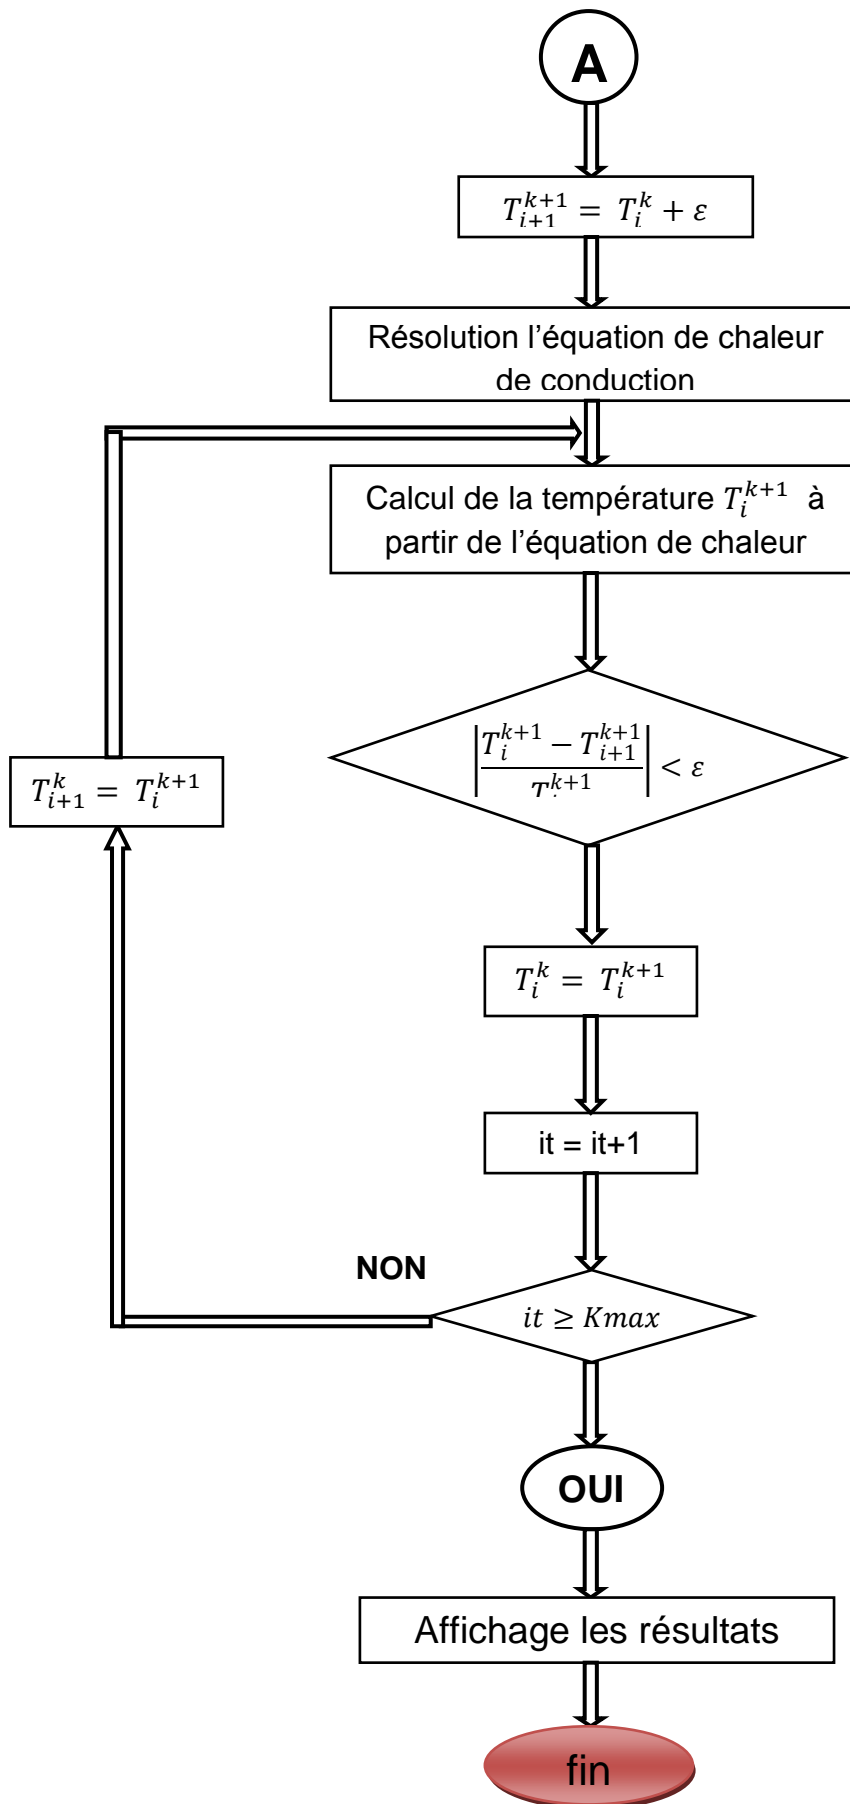 A
T_{i+1}^{k+1} = T_i^k + ε
Résolution l’équation de chaleur
de conduction
Calcul de la température T_i^{k+1} à
partir de l’équation de chaleur
|(T_i^{k+1} − T_{i+1}^{k+1}) / T_i^{k+1}| < ε
T_{i+1}^k = T_i^{k+1}
T_i^k = T_i^{k+1}
it = it+1
NON
it ≥ Kmax
OUI
Affichage les résultats
fin